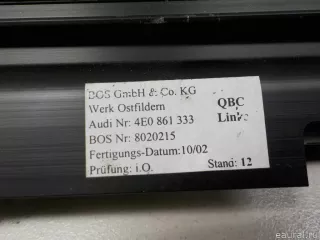 BOS GmbH & Co. KG
Werk Ostfildern QBC
Audi Nr: 4E0 861 333 Links
BOS Nr: 8020215
Fertigungs-Datum:10/02
Prüfung: i.O. Stand: 12
eaural.ru